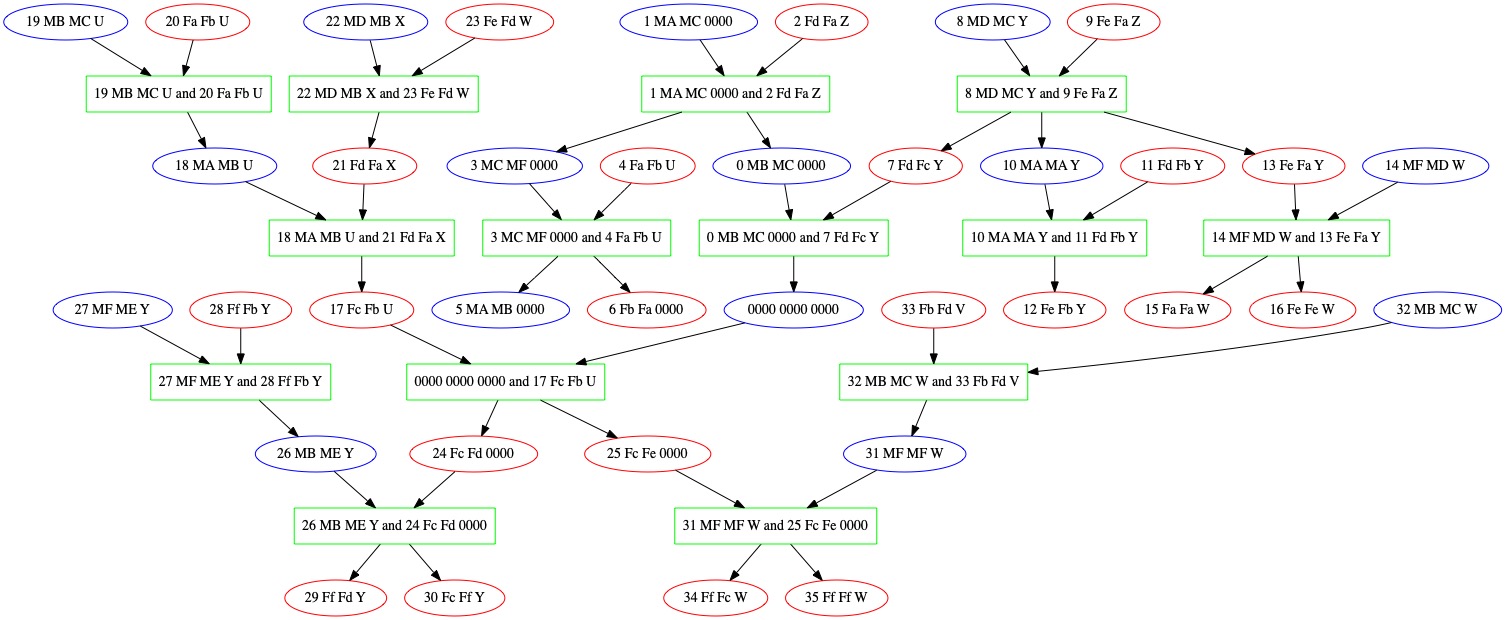 19 MB MC U
20 Fa Fb U
22 MD MB X
23 Fe Fd W
1 MA MC 0000
2 Fd Fa Z
8 MD MC Y
9 Fe Fa Z
19 MB MC U and 20 Fa Fb U
22 MD MB X and 23 Fe Fd W
1 MA MC 0000 and 2 Fd Fa Z
8 MD MC Y and 9 Fe Fa Z
18 MA MB U
21 Fd Fa X
3 MC MF 0000
4 Fa Fb U
0 MB MC 0000
7 Fd Fc Y
10 MA MA Y
11 Fd Fb Y
13 Fe Fa Y
14 MF MD W
18 MA MB U and 21 Fd Fa X
3 MC MF 0000 and 4 Fa Fb U
0 MB MC 0000 and 7 Fd Fc Y
10 MA MA Y and 11 Fd Fb Y
14 MF MD W and 13 Fe Fa Y
27 MF ME Y
28 Ff Fb Y
17 Fc Fb U
5 MA MB 0000
6 Fb Fa 0000
0000 0000 0000
33 Fb Fd V
12 Fe Fb Y
15 Fa Fa W
16 Fe Fe W
32 MB MC W
27 MF ME Y and 28 Ff Fb Y
0000 0000 0000 and 17 Fc Fb U
32 MB MC W and 33 Fb Fd V
26 MB ME Y
24 Fc Fd 0000
25 Fc Fe 0000
31 MF MF W
26 MB ME Y and 24 Fc Fd 0000
31 MF MF W and 25 Fc Fe 0000
29 Ff Fd Y
30 Fc Ff Y
34 Ff Fc W
35 Ff Ff W